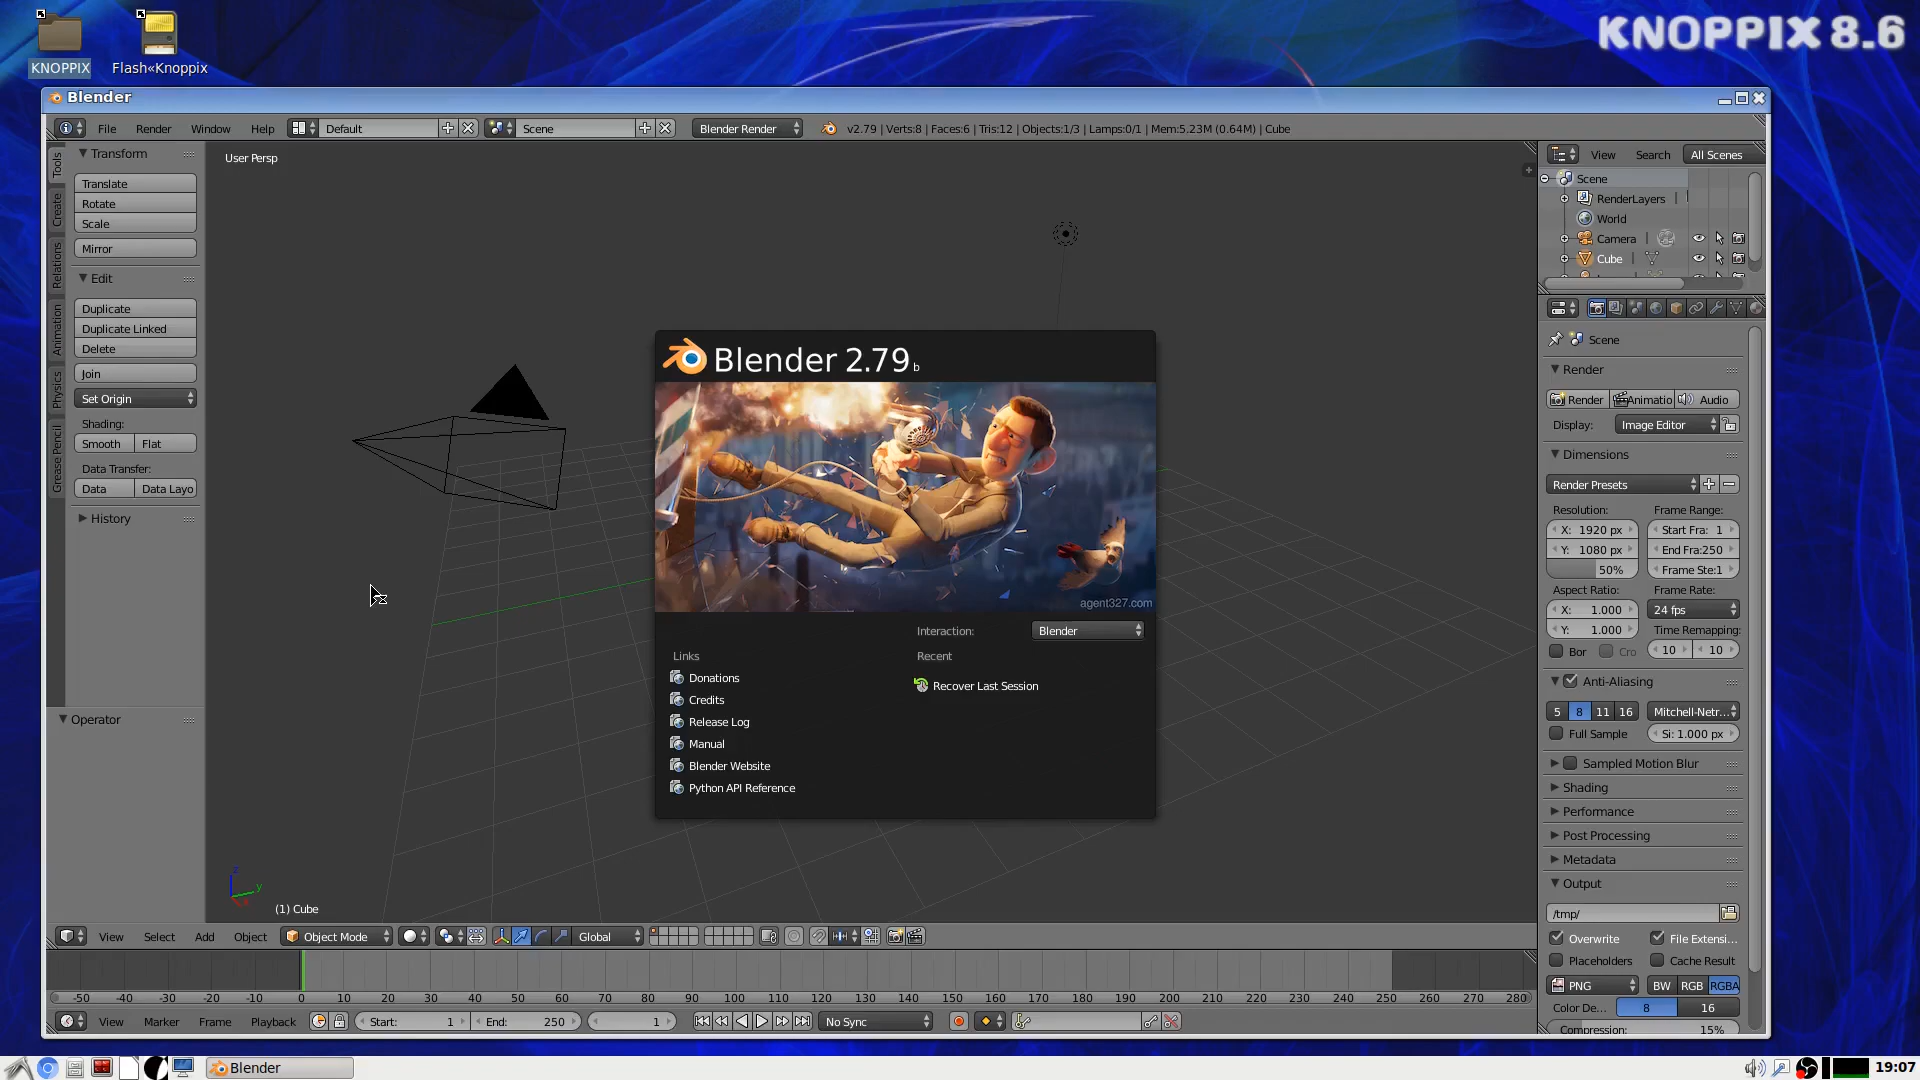 KNOPPIX
Flash«Knoppix
KNOPPIX 8.6
Blender
File Render Window Help Default Scene Blender Render v2.79 | Verts:8 | Faces:6 | Tris:12 | Objects:1/3 | Lamps:0/1 | Mem:5.23M (0.64M) | Cube
Tools
Create
Relations
Animation
Physics
Grease Pencil
Transform
Translate
Rotate
Scale
Mirror
Edit
Duplicate
Duplicate Linked
Delete
Join
Set Origin
Shading:
Smooth Flat
Data Transfer:
Data Data Layo
History
Operator
User Persp
Blender 2.79 b
agent327.com
Interaction: Blender
Links
Donations
Credits
Release Log
Manual
Blender Website
Python API Reference
Recent
Recover Last Session
z
y
x
(1) Cube
View Search All Scenes
Scene
RenderLayers
World
Camera
Cube
Scene
Render
Render Animatio Audio
Display: Image Editor
Dimensions
Render Presets
Resolution: Frame Range:
X: 1920 px Start Fra: 1
Y: 1080 px End Fra:250
50% Frame Ste:1
Aspect Ratio: Frame Rate:
X: 1.000 24 fps
Y: 1.000 Time Remapping:
Bor Cro 10 10
Anti-Aliasing
5 8 11 16 Mitchell-Netr...
Full Sample Si: 1.000 px
Sampled Motion Blur
Shading
Performance
Post Processing
Metadata
Output
/tmp/
Overwrite File Extensi...
Placeholders Cache Result
PNG BW RGB RGBA
Color De... 8 16
Compression: 15%
View Select Add Object Object Mode Global
-50 -40 -30 -20 -10 0 10 20 30 40 50 60 70 80 90 100 110 120 130 140 150 160 170 180 190 200 210 220 230 240 250 260 270 280
View Marker Frame Playback Start: 1 End: 250 1 No Sync
Blender
19:07